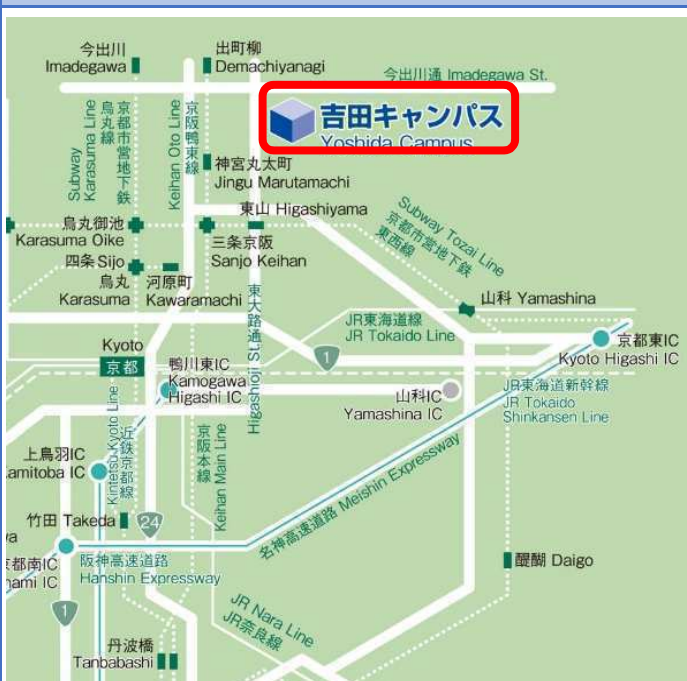 今出川
Imadegawa
出町柳
Demachiyanagi
今出川通 Imadegawa St.
吉田キャンパス
Yoshida Campus
Subway
Karasuma Line
京都市営地下鉄
烏丸線
Keihan Oto Line
京阪鴨東線
神宮丸太町
Jingu Marutamachi
東山 Higashiyama
Subway Tozai Line
京都市営地下鉄
東西線
烏丸御池
Karasuma Oike
三条京阪
Sanjo Keihan
四条 Sijo
烏丸
Karasuma
河原町
Kawaramachi
東大路通
Higashioji St.
山科 Yamashina
JR東海道線
JR Tokaido Line
1
京都東IC
Kyoto Higashi IC
Kyoto
京都
鴨川東IC
Kamogawa
Higashi IC
山科IC
Yamashina IC
JR東海道新幹線
JR Tokaido
Shinkansen Line
上鳥羽IC
amitoba IC
Kintetsu Kyoto Line
近鉄京都線
京阪本線
Keihan Main Line
名神高速道路 Meishin Expressway
竹田 Takeda
24
wa
都南IC
nami IC
阪神高速道路
Hanshin Expressway
醍醐 Daigo
1
JR Nara Line
JR奈良線
丹波橋
Tanbabashi